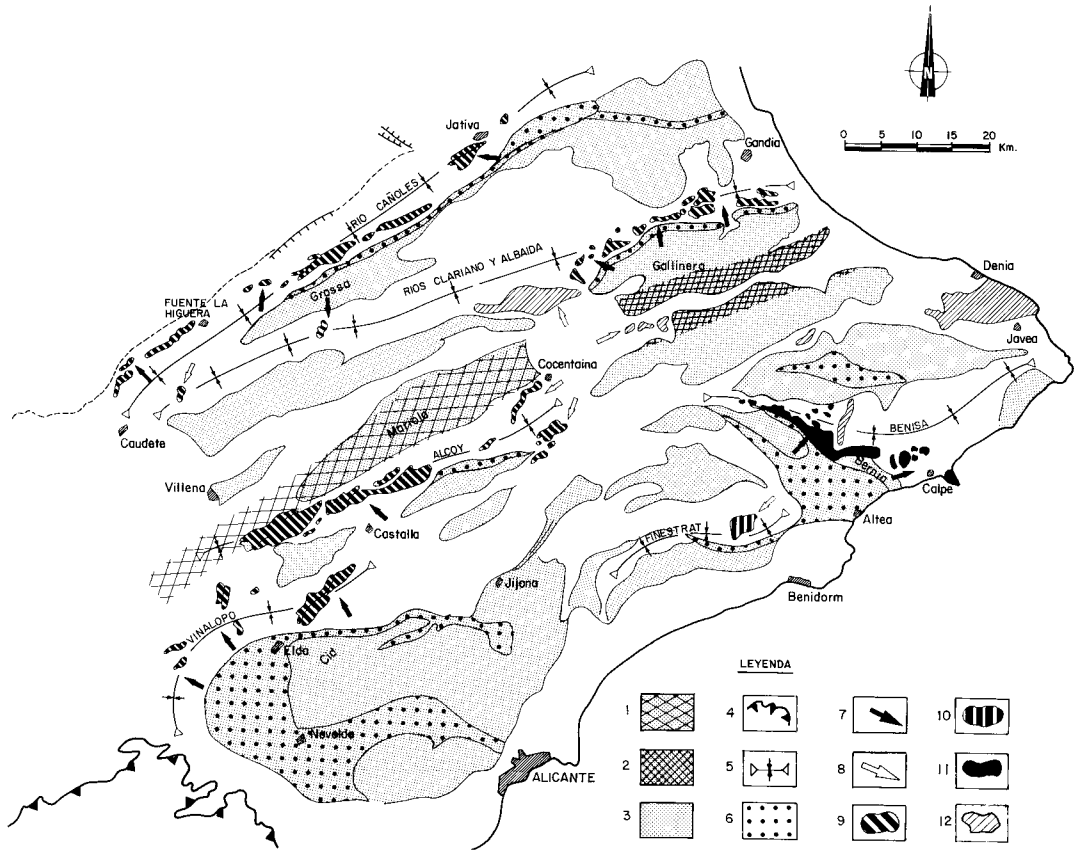 N
0 5 10 15 20
Km.
Jativa
Gandia
RIO CAÑOLES
Grossa
RIOS CLARIANO Y ALBAIDA
Gallinera
Denia
FUENTE LA
HIGUERA
Javea
Cocentaina
Mariola
Caudete
BENISA
Bernia
ALCOY
Calpe
Villena
Altea
Castalla
FINESTRAT
Jijona
Benidorm
VINALOPO
Elda
Cid
Novelda
ALICANTE
LEYENDA
1 4 7 10
2 5 8 11
3 6 9 12